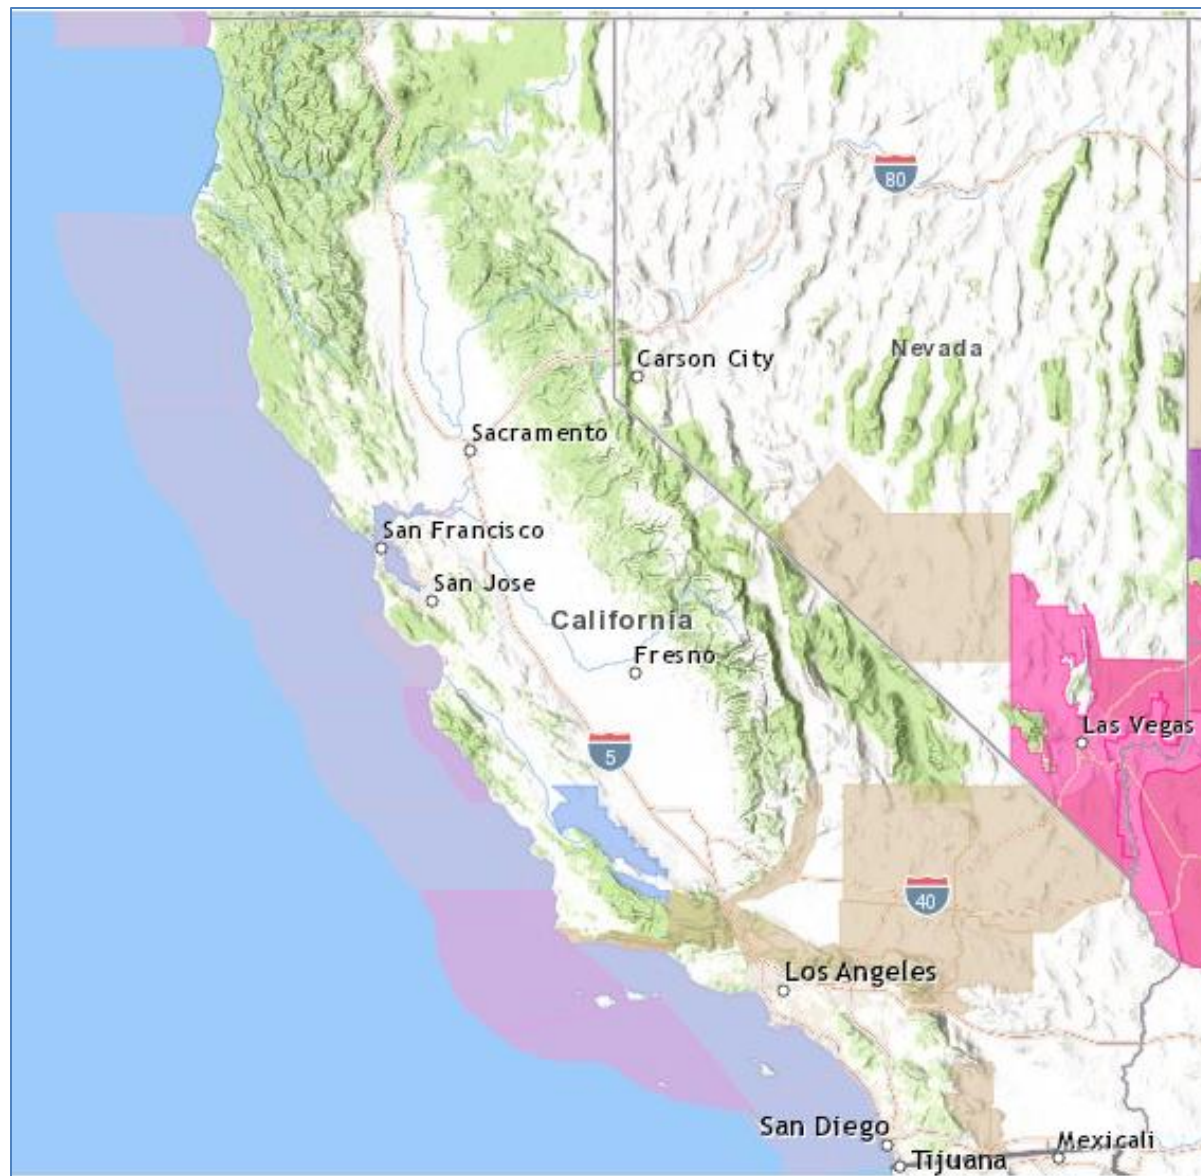 80
Carson City
Nevada
Sacramento
San Francisco
San Jose
California
Fresno
Las Vegas
5
40
Los Angeles
San Diego
Mexicali
Tijuana